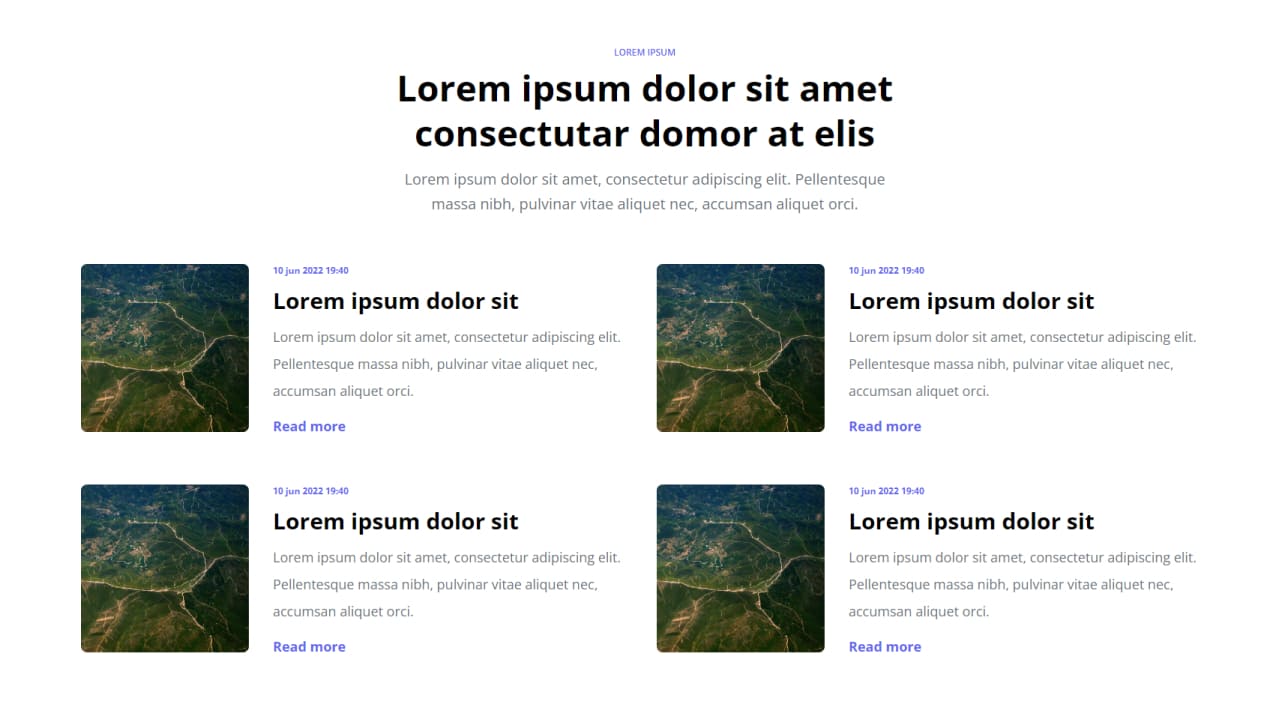 LOREM IPSUM
Lorem ipsum dolor sit amet
consectutar domor at elis
Lorem ipsum dolor sit amet, consectetur adipiscing elit. Pellentesque
massa nibh, pulvinar vitae aliquet nec, accumsan aliquet orci.
10 jun 2022 19:40
Lorem ipsum dolor sit
Lorem ipsum dolor sit amet, consectetur adipiscing elit.
Pellentesque massa nibh, pulvinar vitae aliquet nec,
accumsan aliquet orci.
Read more
10 jun 2022 19:40
Lorem ipsum dolor sit
Lorem ipsum dolor sit amet, consectetur adipiscing elit.
Pellentesque massa nibh, pulvinar vitae aliquet nec,
accumsan aliquet orci.
Read more
10 jun 2022 19:40
Lorem ipsum dolor sit
Lorem ipsum dolor sit amet, consectetur adipiscing elit.
Pellentesque massa nibh, pulvinar vitae aliquet nec,
accumsan aliquet orci.
Read more
10 jun 2022 19:40
Lorem ipsum dolor sit
Lorem ipsum dolor sit amet, consectetur adipiscing elit.
Pellentesque massa nibh, pulvinar vitae aliquet nec,
accumsan aliquet orci.
Read more